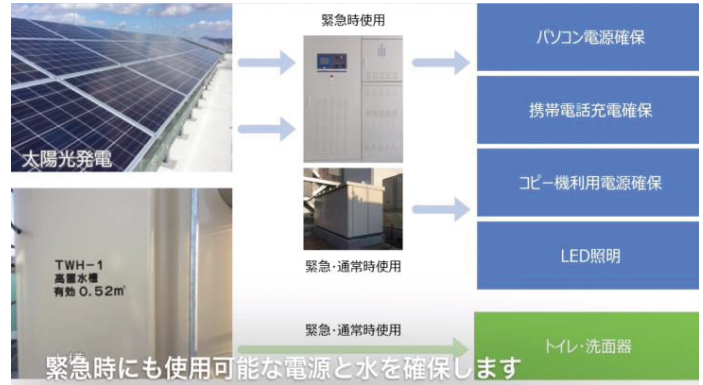 緊急時使用
パソコン電源確保
携帯電話充電確保
太陽光発電
コピー機利用電源確保
LED照明
緊急・通常時使用
TWH-1
高置水槽
有効0.52㎥
緊急・通常時使用
トイレ・洗面器
緊急時にも使用可能な電源と水を確保します